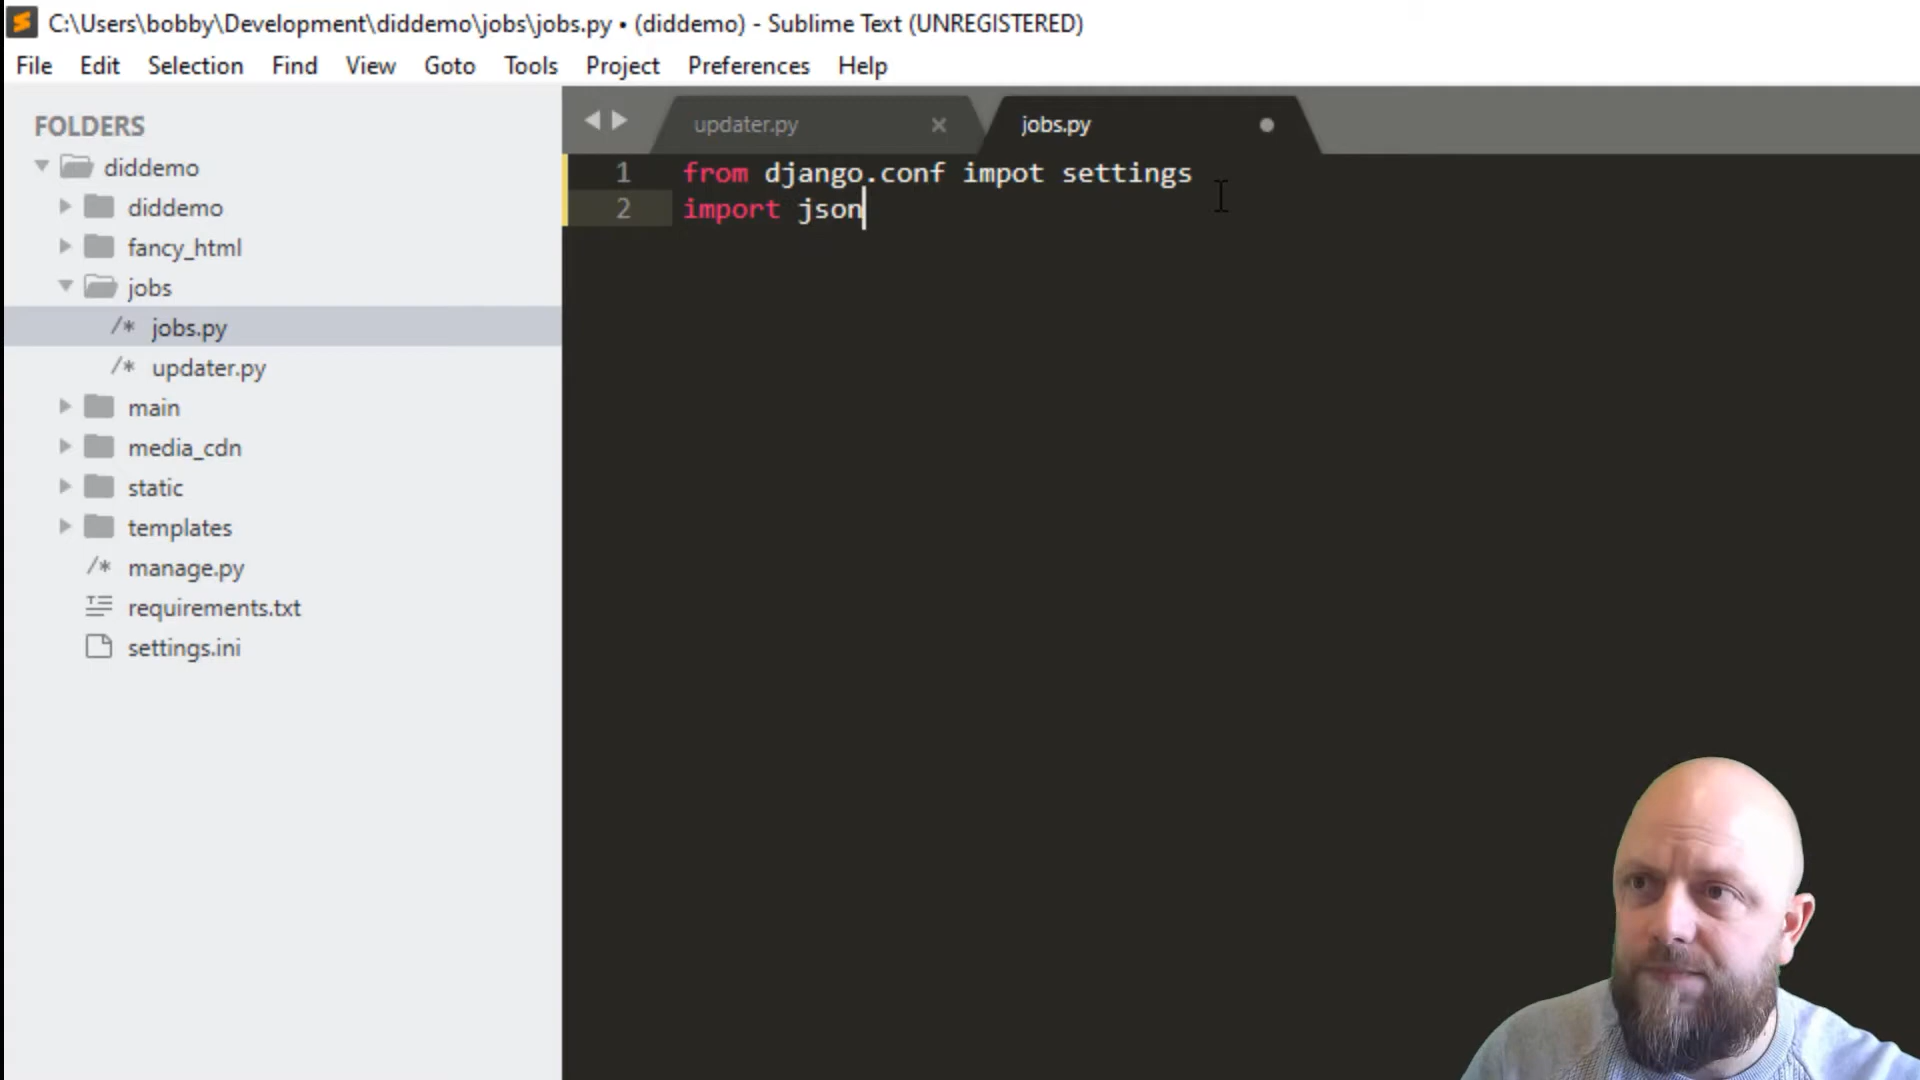 C:\Users\bobby\Development\diddemo\jobs\jobs.py • (diddemo) - Sublime Text (UNREGISTERED)
File Edit Selection Find View Goto Tools Project Preferences Help
FOLDERS
diddemo
diddemo
fancy_html
jobs
/* jobs.py
/* updater.py
main
media_cdn
static
templates
/* manage.py
requirements.txt
settings.ini
updater.py
jobs.py
1 from django.conf impot settings
2 import json